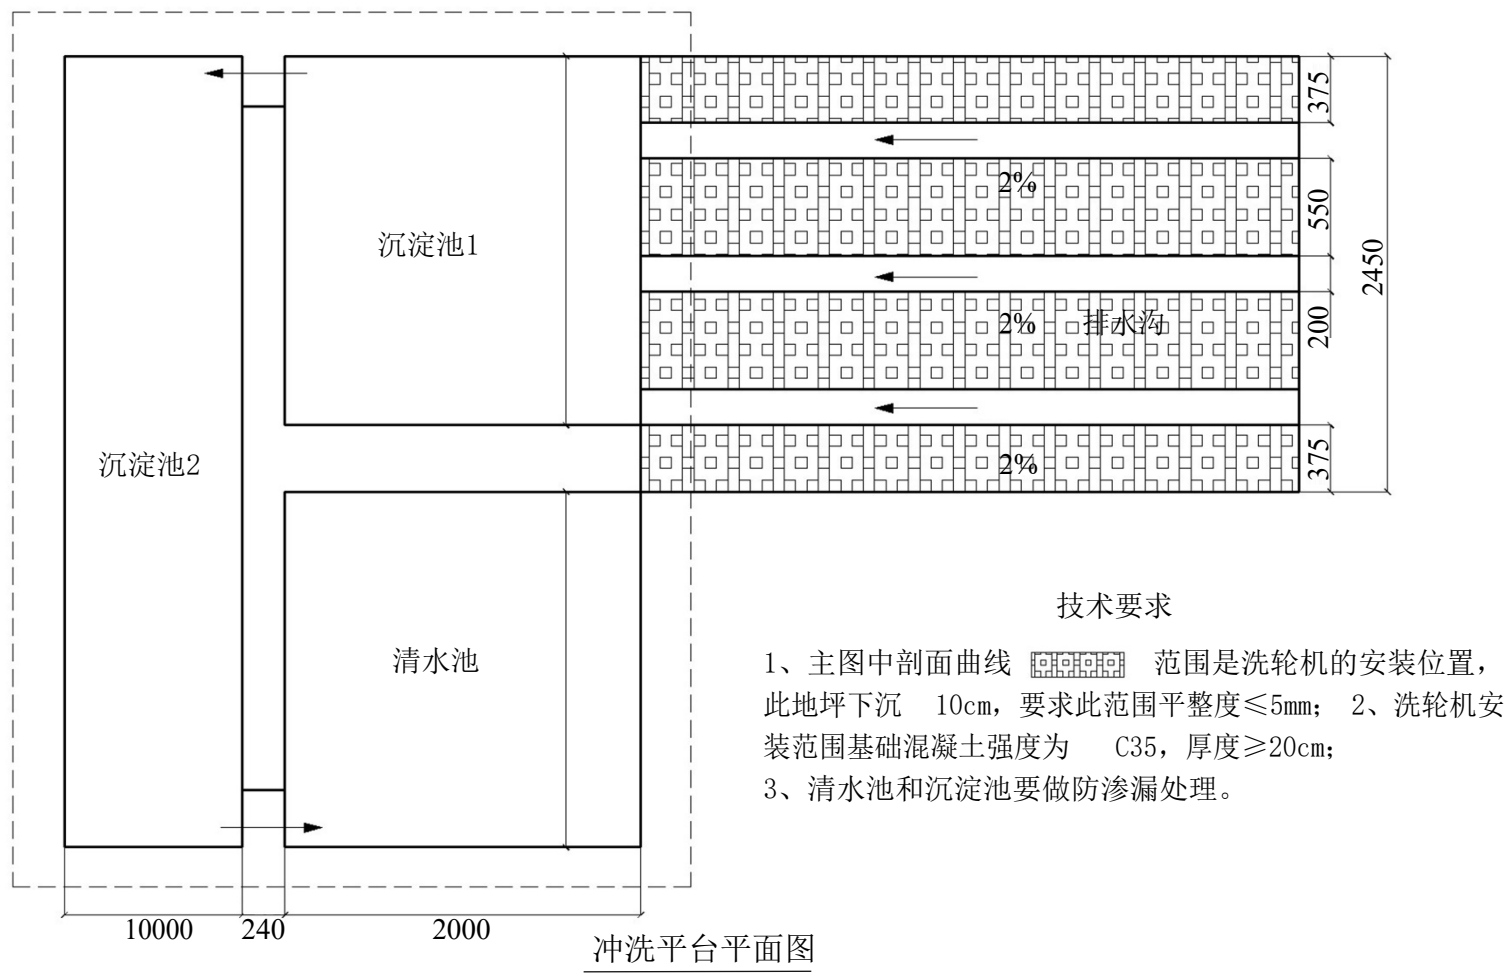 375
2%
550
沉淀池1
2450
2% 排水沟
200
沉淀池2
2%
375
技术要求
清水池
1、主图中剖面曲线 范围是洗轮机的安装位置，
此地坪下沉 10cm，要求此范围平整度≤5mm； 2、洗轮机安
装范围基础混凝土强度为 C35，厚度≥20cm；
3、清水池和沉淀池要做防渗漏处理。
10000 240 2000
冲洗平台平面图